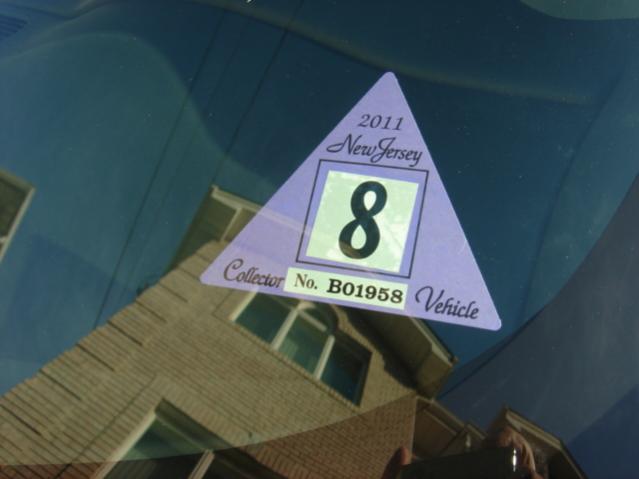 2011
New Jersey
8
Collector No. B01958 Vehicle